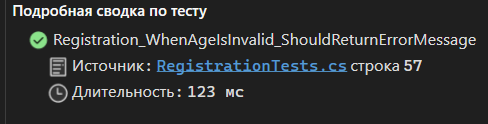 Подробная сводка по тесту
Registration_WhenAgeIsInvalid_ShouldReturnErrorMessage
Источник: RegistrationTests.cs строка 57
Длительность: 123 мс